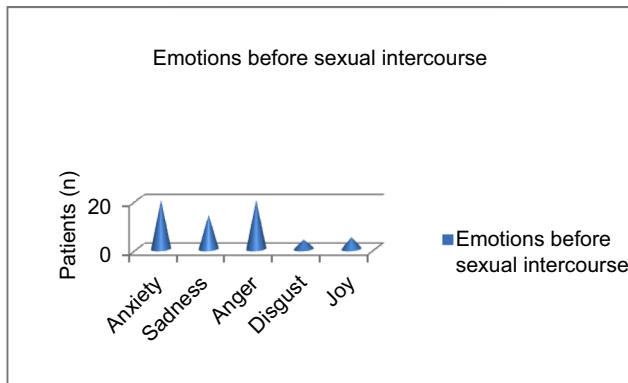 Emotions before sexual intercourse
Patients (n)
20
0
Anxiety
Sadness
Anger
Disgust
Joy
Emotions before
sexual intercourse